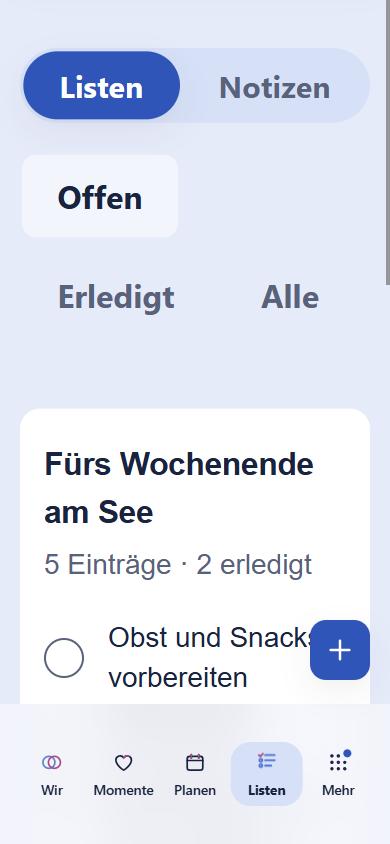 Listen Notizen
Offen
Erledigt Alle
Fürs Wochenende
am See
5 Einträge · 2 erledigt
Obst und Snacks
vorbereiten
Wir Momente Planen Listen Mehr